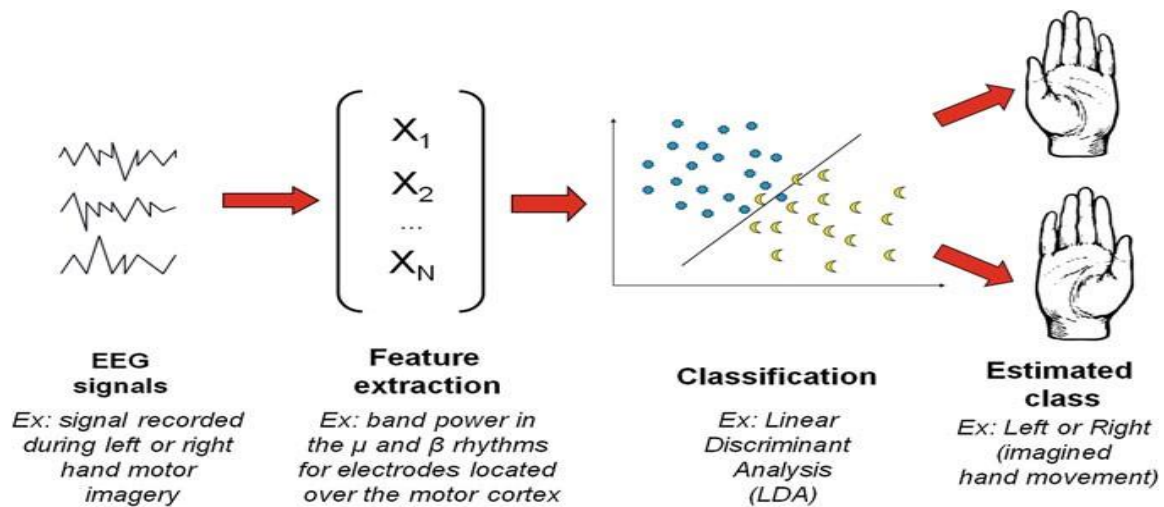 X1
X2
...
XN
EEG
signals
Ex: signal recorded
during left or right
hand motor
imagery
Feature
extraction
Ex: band power in
the μ and β rhythms
for electrodes located
over the motor cortex
Classification
Ex: Linear
Discriminant
Analysis
(LDA)
Estimated
class
Ex: Left or Right
(imagined
hand movement)